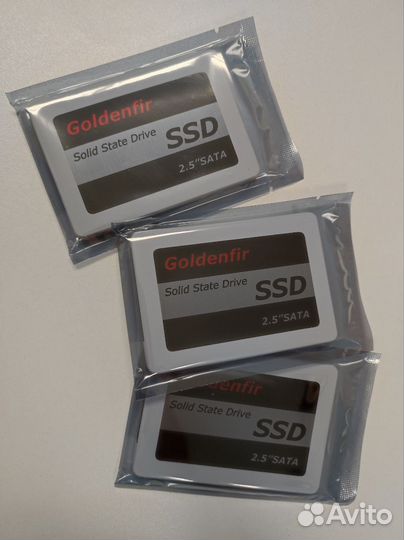 Goldenfir
Solid State Drive
SSD
2.5"SATA
Goldenfir
Solid State Drive
SSD
2.5"SATA
Solid State Drive
SSD
2.5"SATA
Avito